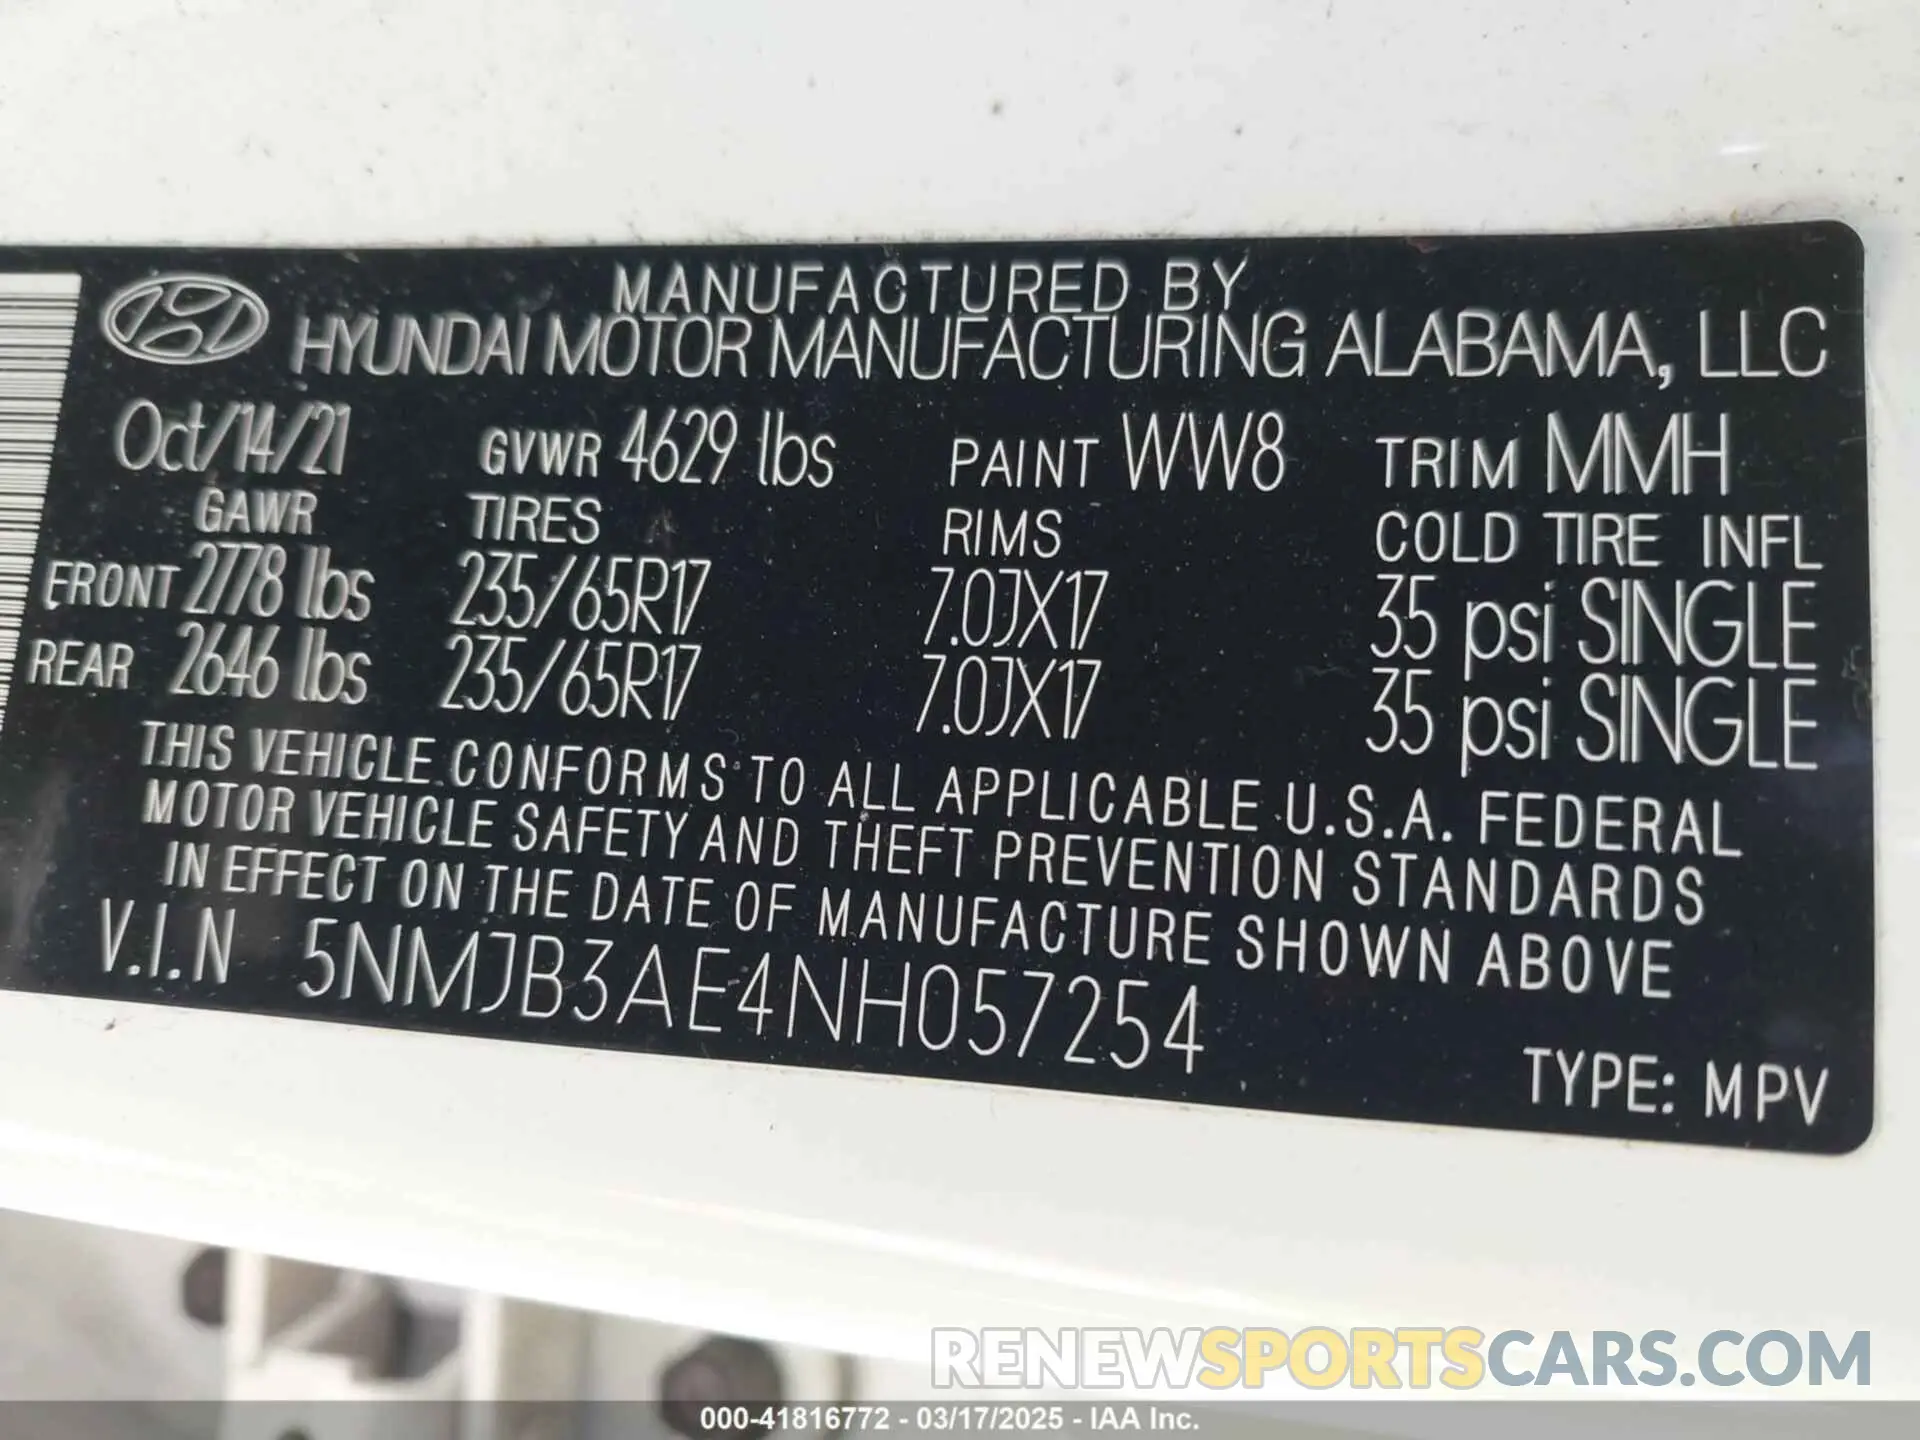 MANUFACTURED BY
HYUNDAI MOTOR MANUFACTURING ALABAMA, LLC
Oct/14/21 GVWR 4629 lbs PAINT WW8 TRIM MMH
GAWR TIRES RIMS COLD TIRE INFL
FRONT 2778 lbs 235/65R17 7.0JX17 35 psi SINGLE
REAR 2646 lbs 235/65R17 7.0JX17 35 psi SINGLE
THIS VEHICLE CONFORMS TO ALL APPLICABLE U.S.A. FEDERAL
MOTOR VEHICLE SAFETY AND THEFT PREVENTION STANDARDS
IN EFFECT ON THE DATE OF MANUFACTURE SHOWN ABOVE
V.I.N 5NMJB3AE4NH057254
TYPE: MPV
RENEWSPORTSCARS.COM
000-41816772 - 03/17/2025 - IAA Inc.